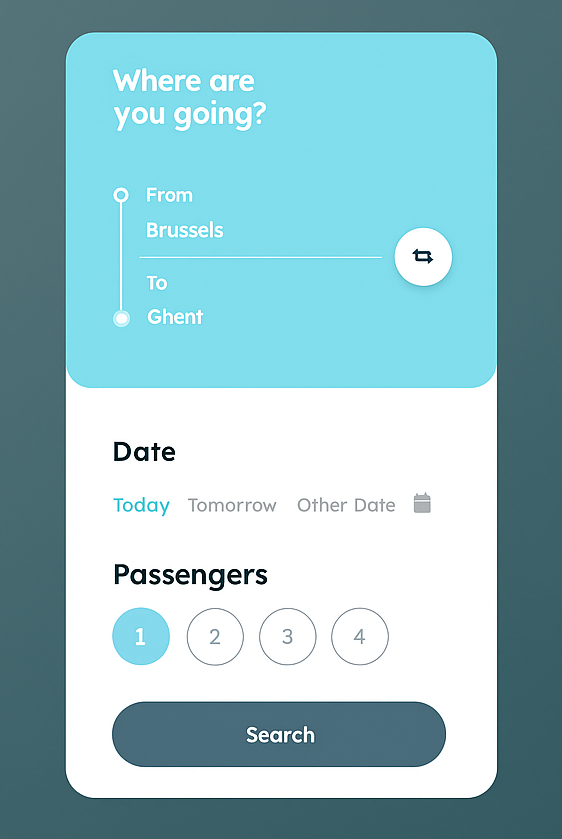 Where are
you going?
From
Brussels
To
Ghent
Date
Today Tomorrow Other Date
Passengers
1 2 3 4
Search